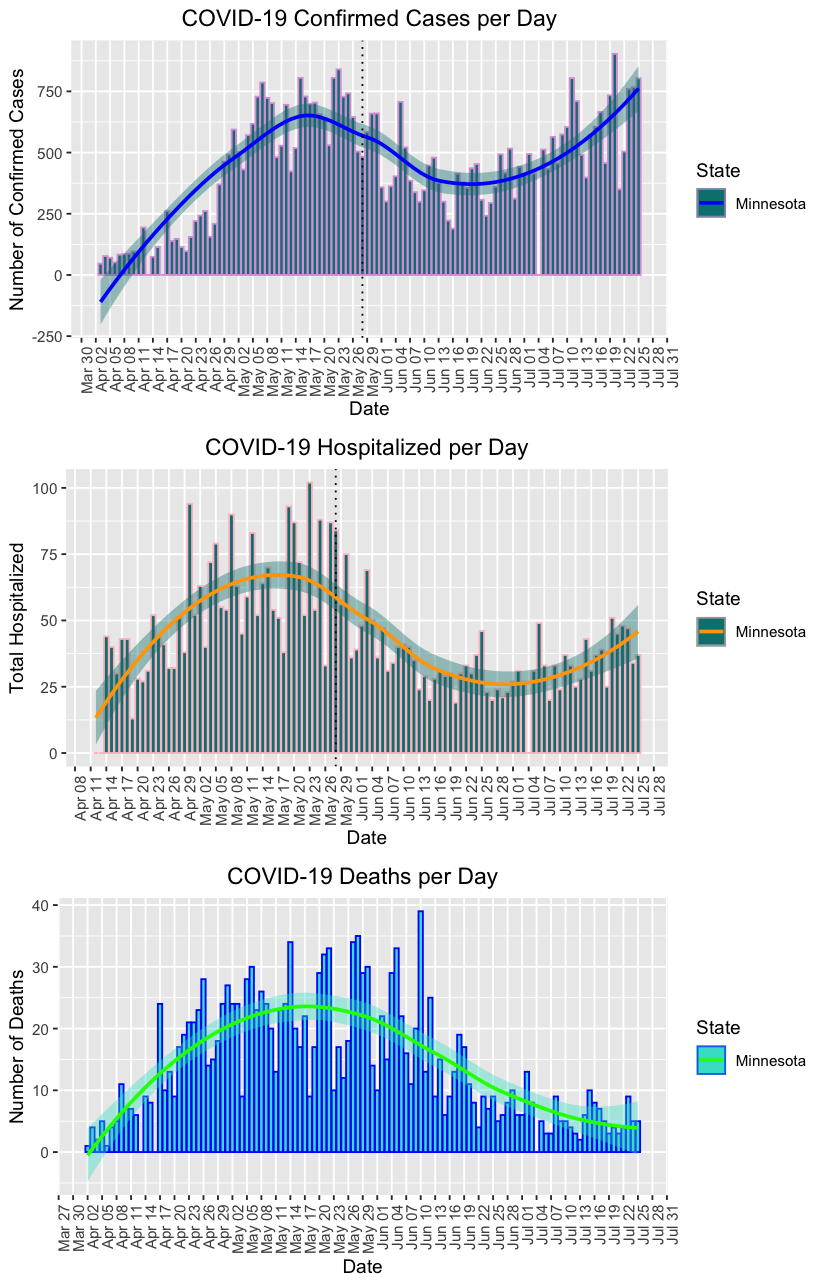 COVID-19 Confirmed Cases per Day
Number of Confirmed Cases
750
500
250
0
-250
Mar 30
Apr 02
Apr 05
Apr 08
Apr 11
Apr 14
Apr 17
Apr 20
Apr 23
Apr 26
Apr 29
May 02
May 05
May 08
May 11
May 14
May 17
May 20
May 23
May 26
May 29
Jun 01
Jun 04
Jun 07
Jun 10
Jun 13
Jun 16
Jun 19
Jun 22
Jun 25
Jun 28
Jul 01
Jul 04
Jul 07
Jul 10
Jul 13
Jul 16
Jul 19
Jul 22
Jul 25
Jul 28
Jul 31
Date
State
Minnesota
COVID-19 Hospitalized per Day
Total Hospitalized
100
75
50
25
0
Apr 08
Apr 11
Apr 14
Apr 17
Apr 20
Apr 23
Apr 26
Apr 29
May 02
May 05
May 08
May 11
May 14
May 17
May 20
May 23
May 26
May 29
Jun 01
Jun 04
Jun 07
Jun 10
Jun 13
Jun 16
Jun 19
Jun 22
Jun 25
Jun 28
Jul 01
Jul 04
Jul 07
Jul 10
Jul 13
Jul 16
Jul 19
Jul 22
Jul 25
Jul 28
Date
State
Minnesota
COVID-19 Deaths per Day
Number of Deaths
40
30
20
10
0
Mar 27
Mar 30
Apr 02
Apr 05
Apr 08
Apr 11
Apr 14
Apr 17
Apr 20
Apr 23
Apr 26
Apr 29
May 02
May 05
May 08
May 11
May 14
May 17
May 20
May 23
May 26
May 29
Jun 01
Jun 04
Jun 07
Jun 10
Jun 13
Jun 16
Jun 19
Jun 22
Jun 25
Jun 28
Jul 01
Jul 04
Jul 07
Jul 10
Jul 13
Jul 16
Jul 19
Jul 22
Jul 25
Jul 28
Jul 31
Date
State
Minnesota